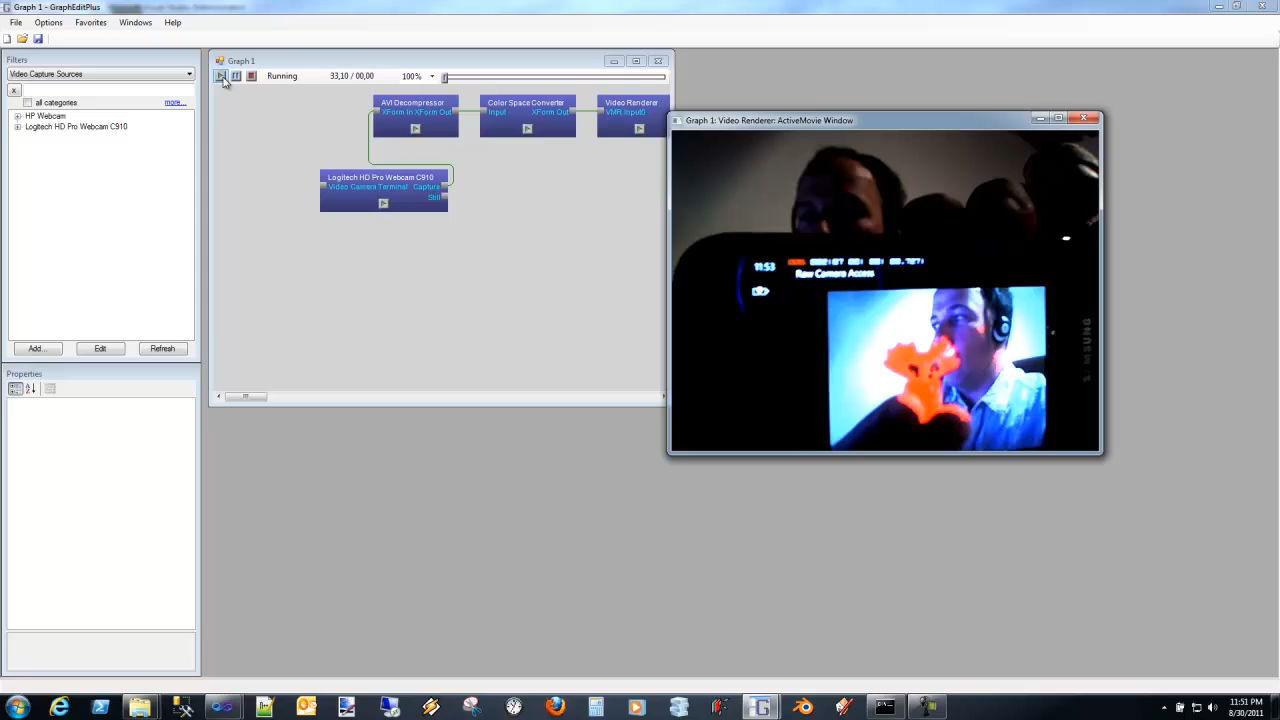 Graph 1 - GraphEditPlus
File Options Favorites Windows Help
Filters
Video Capture Sources
x
all categories more...
HP Webcam
Logitech HD Pro Webcam C910
Add... Edit Refresh
Properties
Graph 1
Running 33,10 / 00,00 100%
AVI Decompressor
XForm In XForm Out
Color Space Converter
Input XForm Out
Video Renderer
VMR Input0
Logitech HD Pro Webcam C910
Video Camera Terminal Capture
Still
Graph 1: Video Renderer: ActiveMovie Window
11:53
Raw Camera Access
11:51 PM
8/30/2011